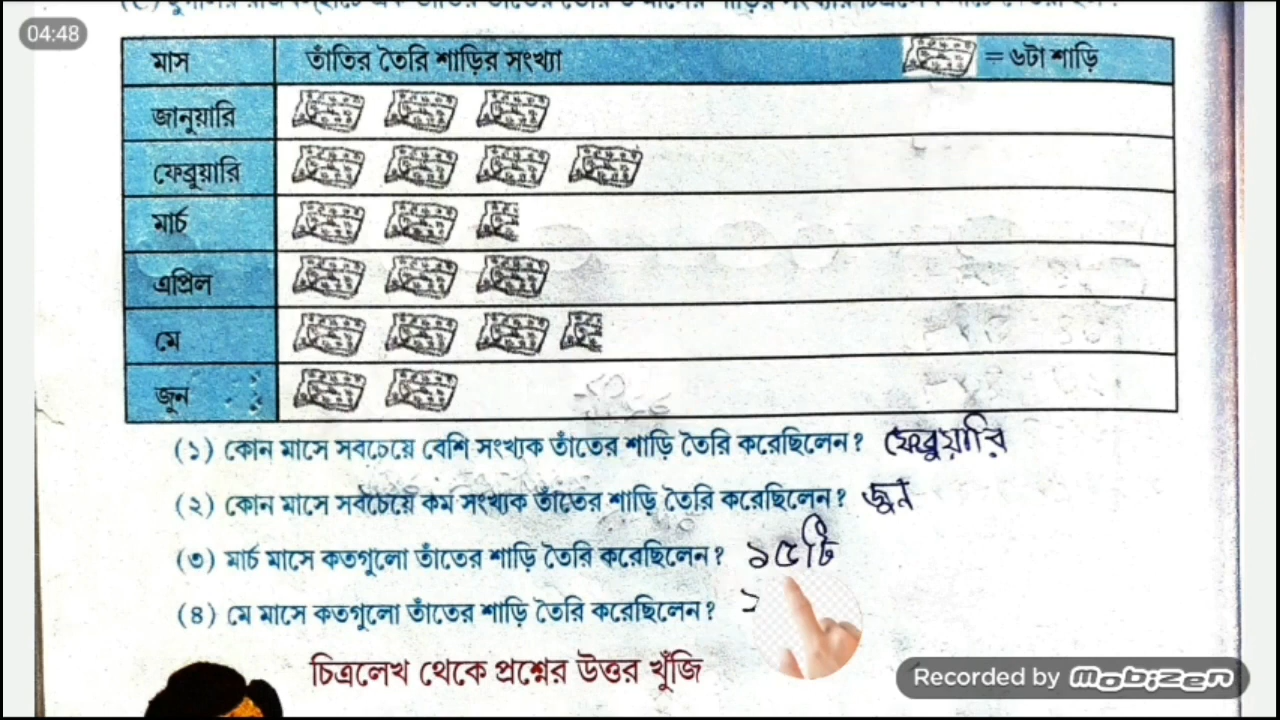 04:48
মাস তাঁতির তৈরি শাড়ির সংখ্যা = ৬টা শাড়ি
জানুয়ারি
ফেব্রুয়ারি
মার্চ
এপ্রিল
মে
জুন
(১) কোন মাসে সবচেয়ে বেশি সংখ্যক তাঁতের শাড়ি তৈরি করেছিলেন? ফেব্রুয়ারি
(২) কোন মাসে সবচেয়ে কম সংখ্যক তাঁতের শাড়ি তৈরি করেছিলেন? জুন
(৩) মার্চ মাসে কতগুলো তাঁতের শাড়ি তৈরি করেছিলেন? ১৫টি
(৪) মে মাসে কতগুলো তাঁতের শাড়ি তৈরি করেছিলেন?
চিত্রলেখ থেকে প্রশ্নের উত্তর খুঁজি
Recorded by Mobizen